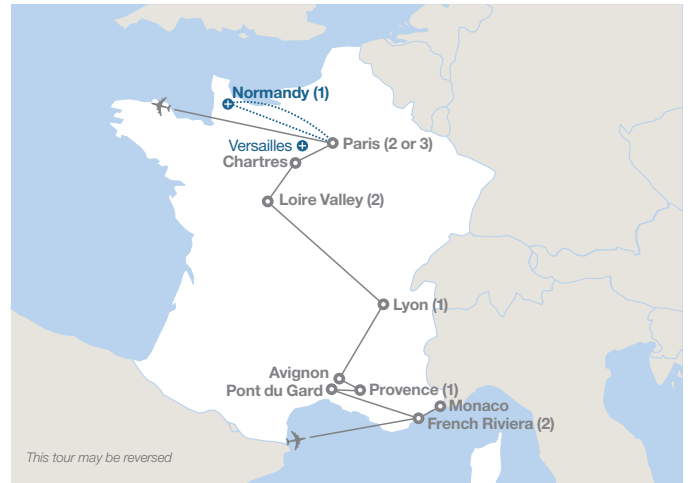 Normandy (1)
Versailles
Paris (2 or 3)
Chartres
Loire Valley (2)
Lyon (1)
Avignon
Pont du Gard
Provence (1)
Monaco
French Riviera (2)
This tour may be reversed